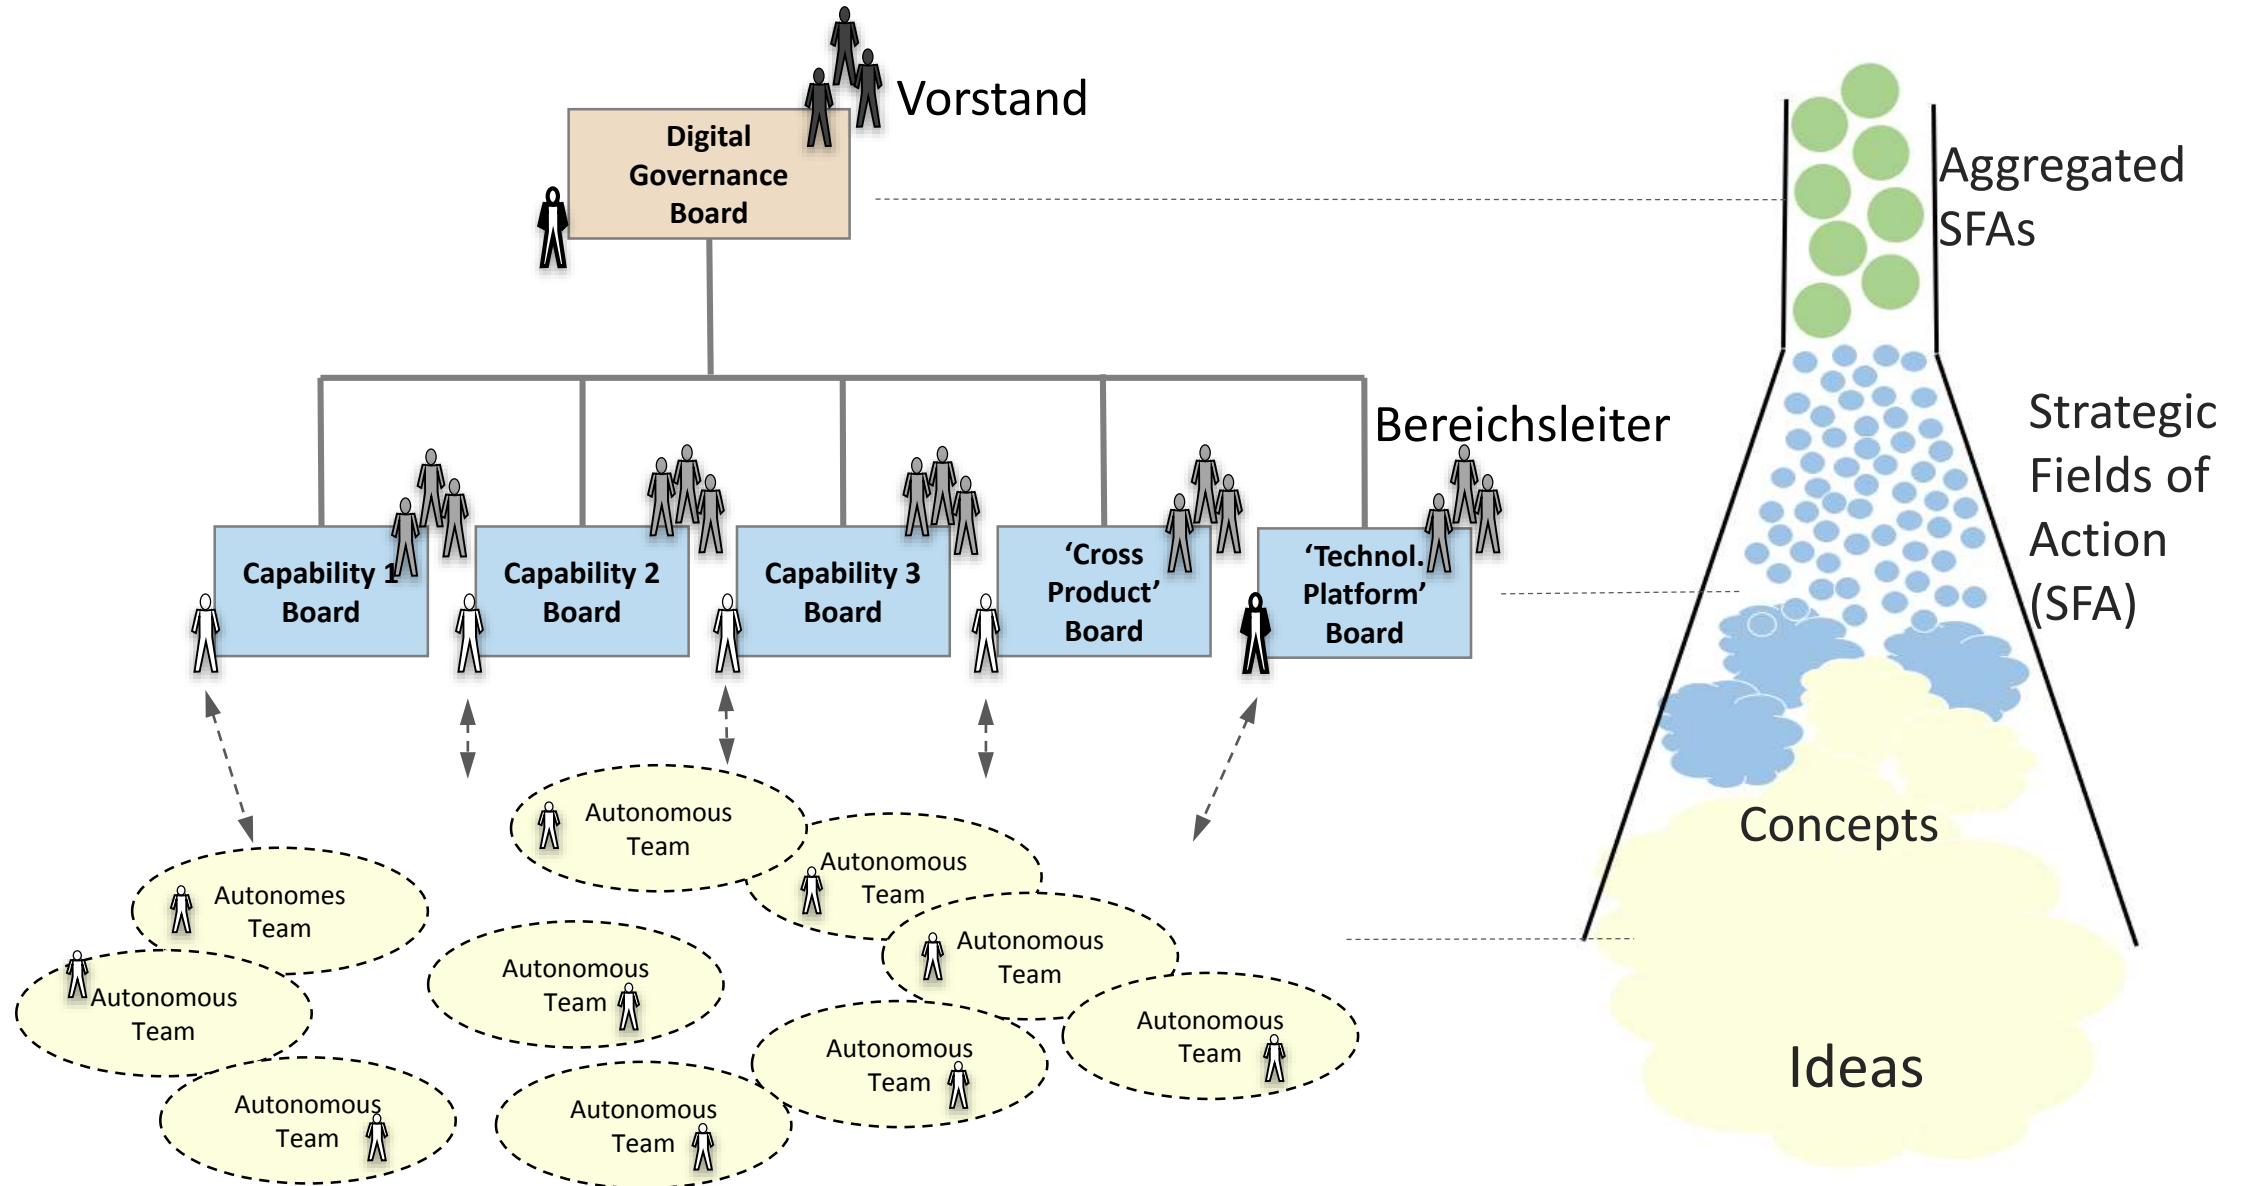 Vorstand
Digital
Governance
Board
Aggregated
SFAs
Bereichsleiter
Strategic
Fields of
Action
(SFA)
Capability 1
Board
Capability 2
Board
Capability 3
Board
‘Cross
Product’
Board
‘Technol.
Platform’
Board
Concepts
Ideas
Autonomous
Team
Autonomous
Team
Autonomes
Team
Autonomous
Team
Autonomous
Team
Autonomous
Team
Autonomous
Team
Autonomous
Team
Autonomous
Team
Autonomous
Team